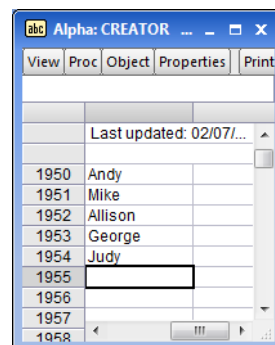 abc Alpha: CREATOR ...
View Proc Object Properties Print
Last updated: 02/07/...
1950 Andy
1951 Mike
1952 Allison
1953 George
1954 Judy
1955
1956
1957
1958